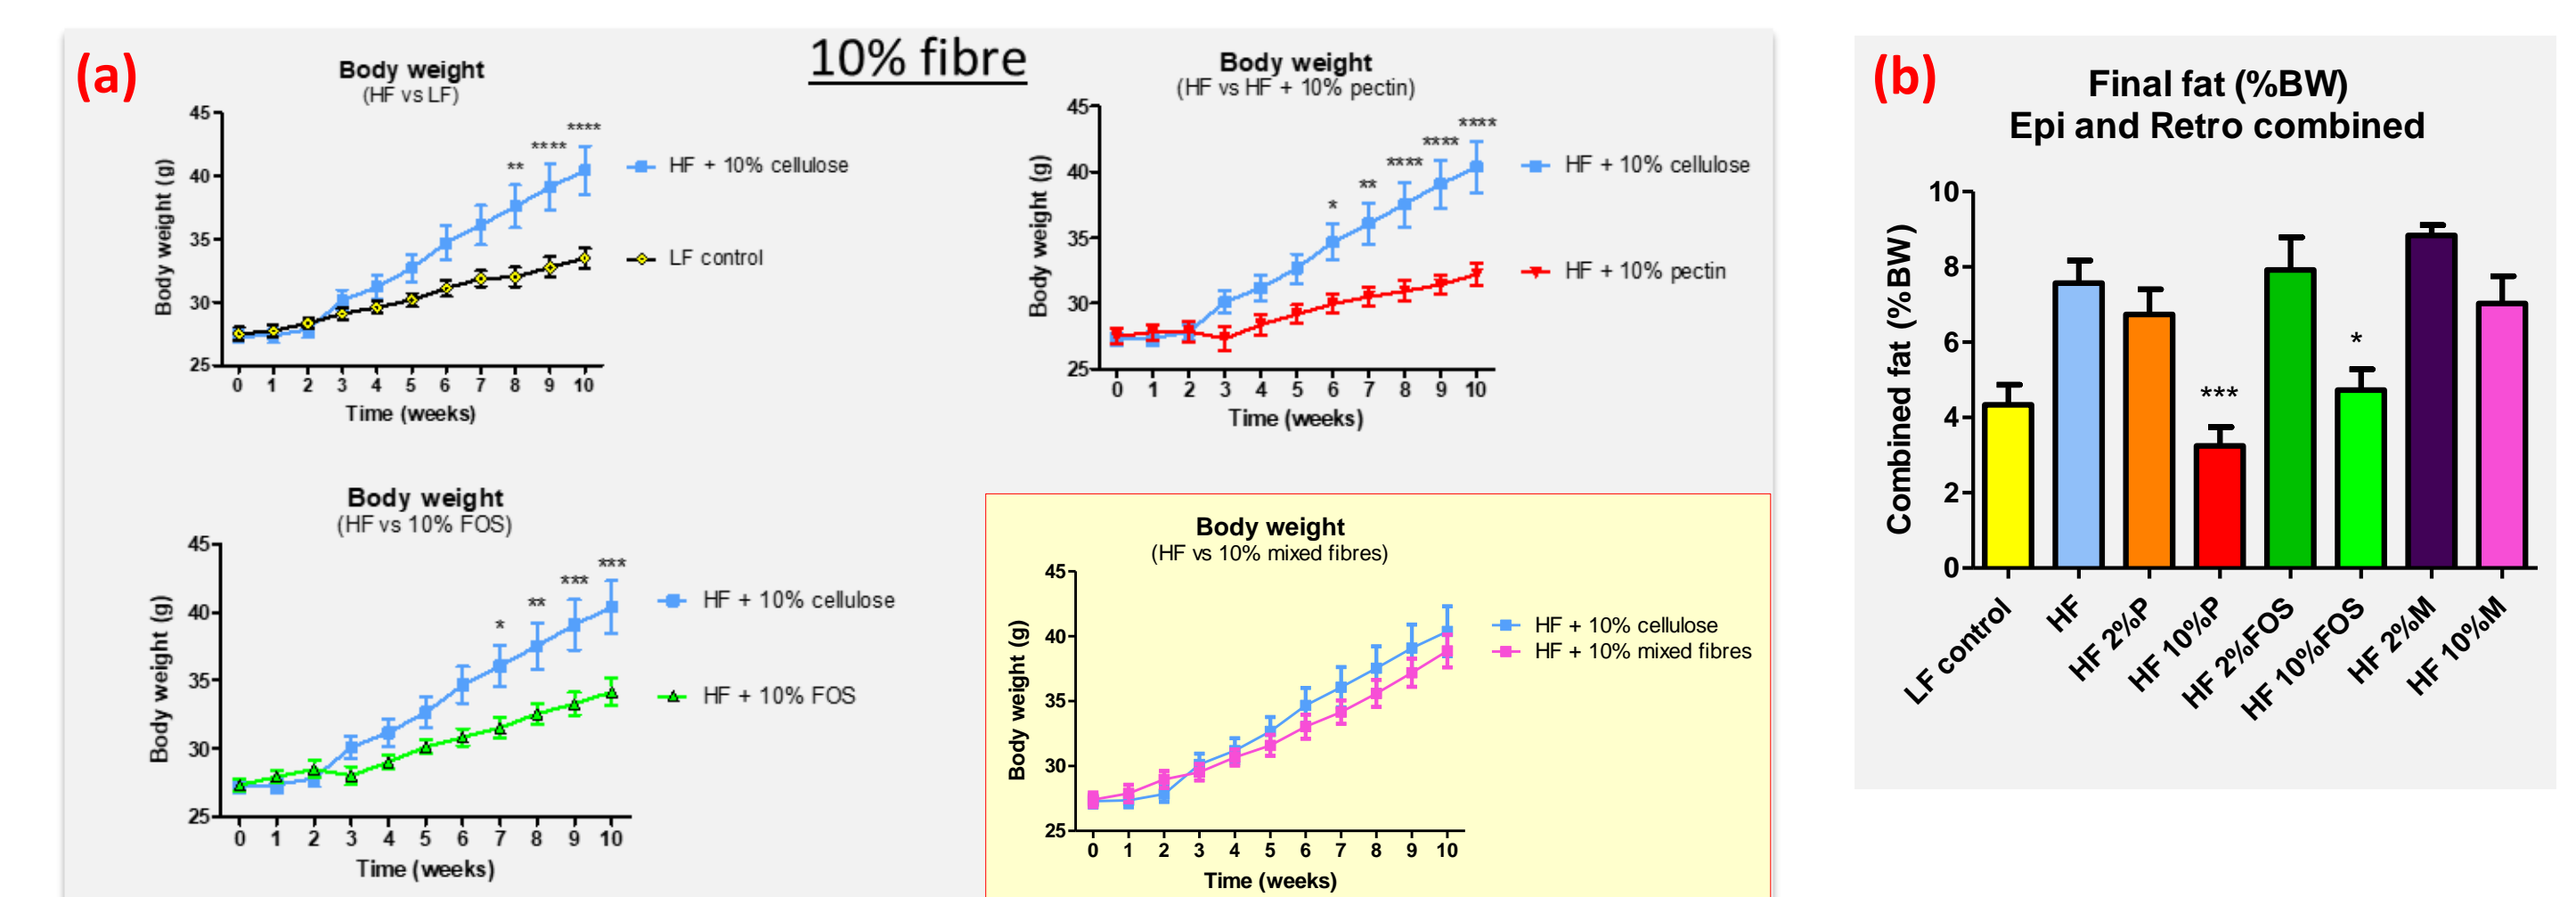 (a)
10% fibre
Body weight
(HF vs LF)
Body weight (g)
45
40
35
30
25
** **** ****
HF + 10% cellulose
LF control
0 1 2 3 4 5 6 7 8 9 10
Time (weeks)
Body weight
(HF vs HF + 10% pectin)
Body weight (g)
45
40
35
30
25
* ** **** **** ****
HF + 10% cellulose
HF + 10% pectin
0 1 2 3 4 5 6 7 8 9 10
Time (weeks)
Body weight
(HF vs 10% FOS)
Body weight (g)
45
40
35
30
25
* ** *** ***
HF + 10% cellulose
HF + 10% FOS
0 1 2 3 4 5 6 7 8 9 10
Time (weeks)
Body weight
(HF vs 10% mixed fibres)
Body weight (g)
45
40
35
30
25
HF + 10% cellulose
HF + 10% mixed fibres
0 1 2 3 4 5 6 7 8 9 10
Time (weeks)
(b)
Final fat (%BW)
Epi and Retro combined
Combined fat (%BW)
10
8
6
4
2
0
*** *
LF control
HF
HF 2%P
HF 10%P
HF 2%FOS
HF 10%FOS
HF 2%M
HF 10%M